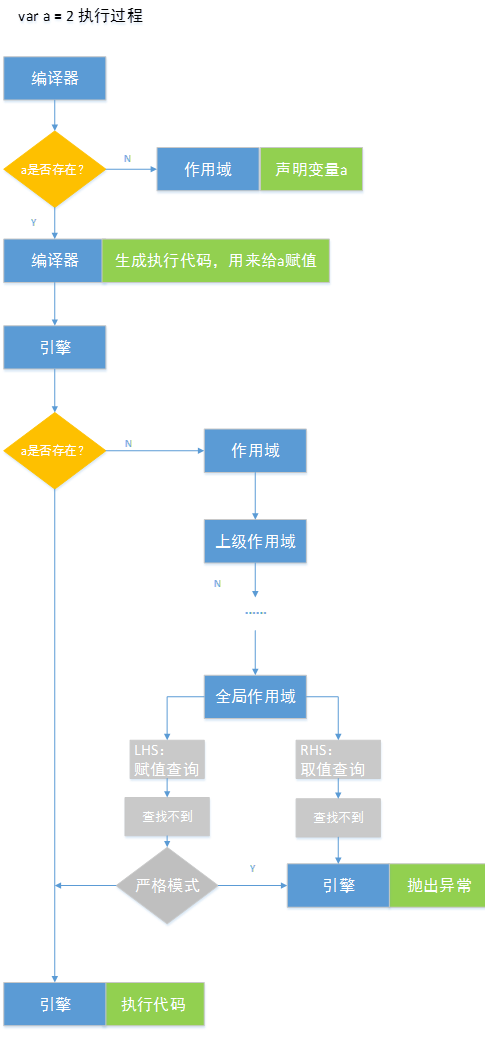 var a = 2 执行过程
编译器
a是否存在?
N
作用域
声明变量a
Y
编译器
生成执行代码，用来给a赋值
引擎
a是否存在?
N
作用域
上级作用域
N
······
全局作用域
LHS:
赋值查询
RHS:
取值查询
查找不到
查找不到
严格模式
Y
引擎
抛出异常
引擎
执行代码